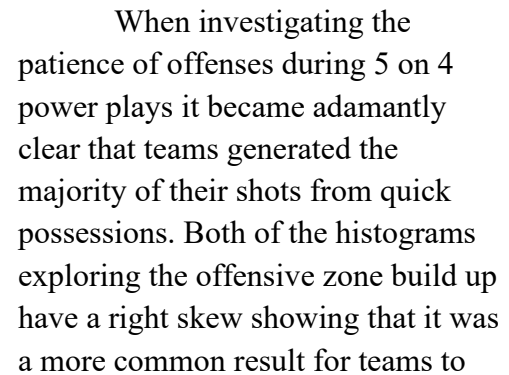 When investigating the
patience of offenses during 5 on 4
power plays it became adamantly
clear that teams generated the
majority of their shots from quick
possessions. Both of the histograms
exploring the offensive zone build up
have a right skew showing that it was
a more common result for teams to